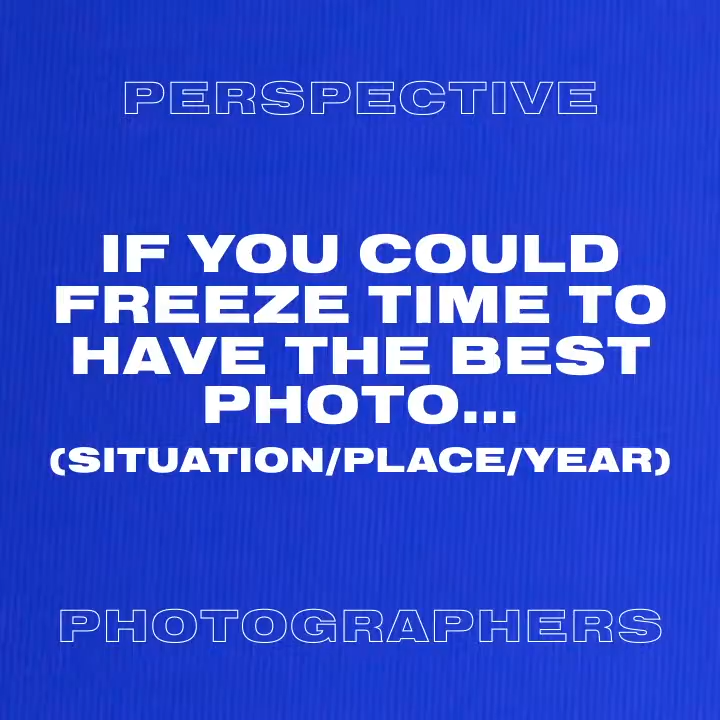 PERSPECTIVE
IF YOU COULD
FREEZE TIME TO
HAVE THE BEST
PHOTO...
(SITUATION/PLACE/YEAR)
PHOTOGRAPHERS